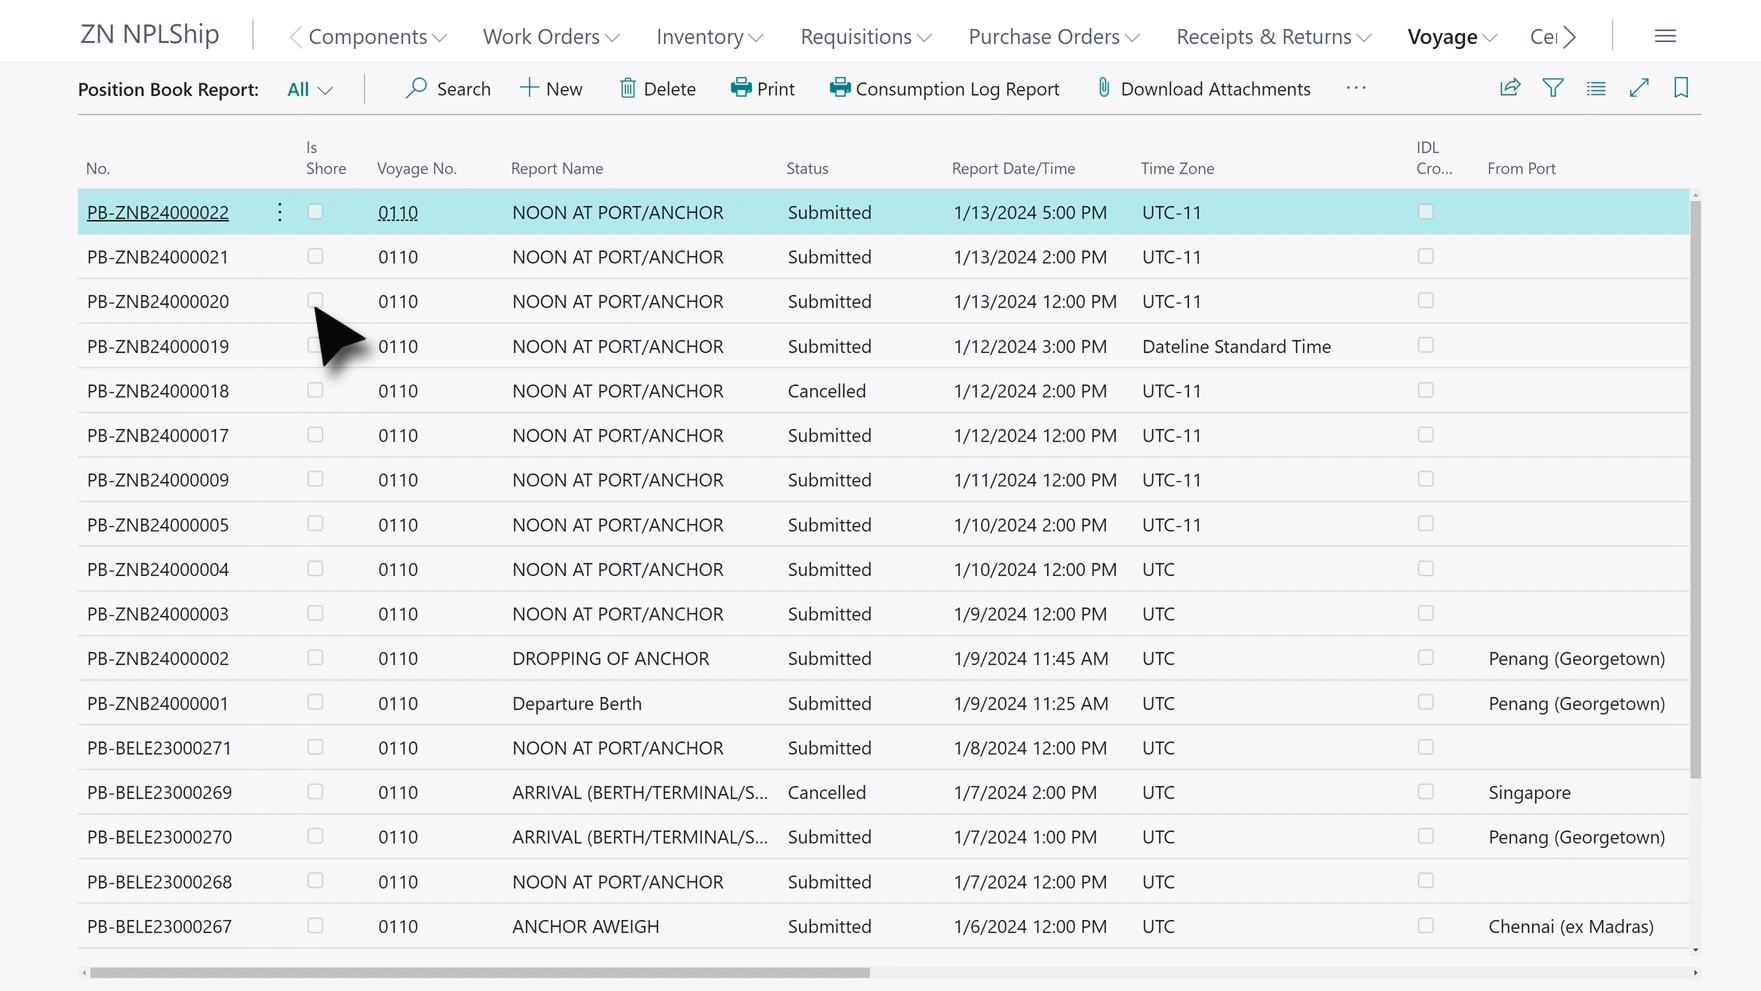 ZN NPLShip Components Work Orders Inventory Requisitions Purchase Orders Receipts & Returns Voyage Cei
Position Book Report: All Search New Delete Print Consumption Log Report Download Attachments ...
No. Is Shore Voyage No. Report Name Status Report Date/Time Time Zone IDL Cro... From Port
PB-ZNB24000022 0110 NOON AT PORT/ANCHOR Submitted 1/13/2024 5:00 PM UTC-11
PB-ZNB24000021 0110 NOON AT PORT/ANCHOR Submitted 1/13/2024 2:00 PM UTC-11
PB-ZNB24000020 0110 NOON AT PORT/ANCHOR Submitted 1/13/2024 12:00 PM UTC-11
PB-ZNB24000019 0110 NOON AT PORT/ANCHOR Submitted 1/12/2024 3:00 PM Dateline Standard Time
PB-ZNB24000018 0110 NOON AT PORT/ANCHOR Cancelled 1/12/2024 2:00 PM UTC-11
PB-ZNB24000017 0110 NOON AT PORT/ANCHOR Submitted 1/12/2024 12:00 PM UTC-11
PB-ZNB24000009 0110 NOON AT PORT/ANCHOR Submitted 1/11/2024 12:00 PM UTC-11
PB-ZNB24000005 0110 NOON AT PORT/ANCHOR Submitted 1/10/2024 2:00 PM UTC-11
PB-ZNB24000004 0110 NOON AT PORT/ANCHOR Submitted 1/10/2024 12:00 PM UTC
PB-ZNB24000003 0110 NOON AT PORT/ANCHOR Submitted 1/9/2024 12:00 PM UTC
PB-ZNB24000002 0110 DROPPING OF ANCHOR Submitted 1/9/2024 11:45 AM UTC Penang (Georgetown)
PB-ZNB24000001 0110 Departure Berth Submitted 1/9/2024 11:25 AM UTC Penang (Georgetown)
PB-BELE23000271 0110 NOON AT PORT/ANCHOR Submitted 1/8/2024 12:00 PM UTC
PB-BELE23000269 0110 ARRIVAL (BERTH/TERMINAL/S... Cancelled 1/7/2024 2:00 PM UTC Singapore
PB-BELE23000270 0110 ARRIVAL (BERTH/TERMINAL/S... Submitted 1/7/2024 1:00 PM UTC Penang (Georgetown)
PB-BELE23000268 0110 NOON AT PORT/ANCHOR Submitted 1/7/2024 12:00 PM UTC
PB-BELE23000267 0110 ANCHOR AWEIGH Submitted 1/6/2024 12:00 PM UTC Chennai (ex Madras)